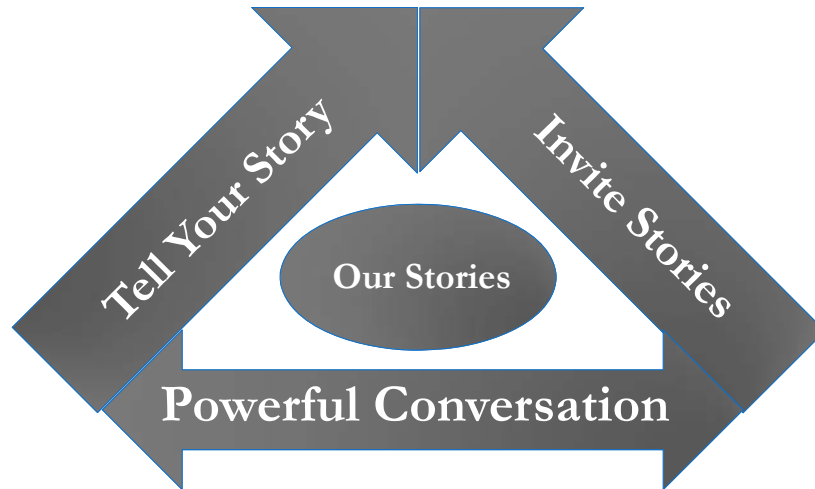 Tell Your Story
Invite Stories
Our Stories
Powerful Conversation